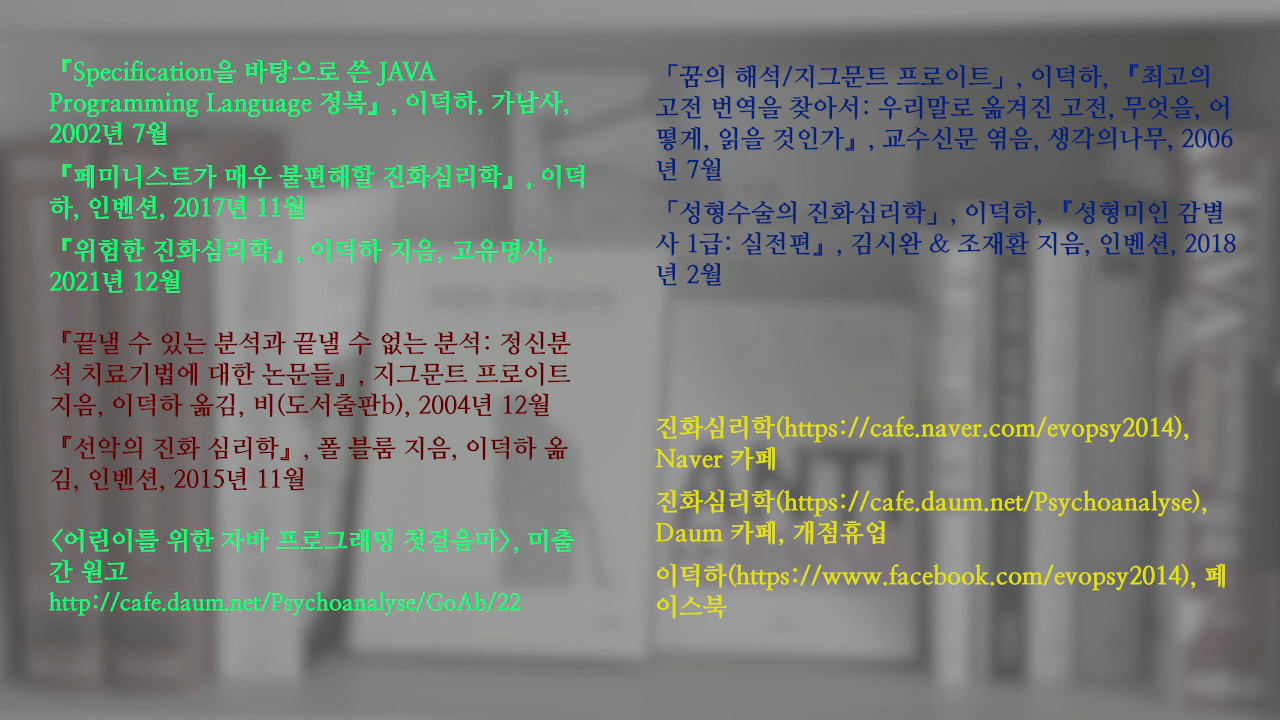 『Specification을 바탕으로 쓴 JAVA
Programming Language 정복』, 이덕하, 가남사,
2002년 7월
『페미니스트가 매우 불편해할 진화심리학』, 이덕
하, 인벤션, 2017년 11월
『위험한 진화심리학』, 이덕하 지음, 고유명사,
2021년 12월
『끝낼 수 있는 분석과 끝낼 수 없는 분석: 정신분
석 치료기법에 대한 논문들』, 지그문트 프로이트
지음, 이덕하 옮김, 비(도서출판b), 2004년 12월
『선악의 진화 심리학』, 폴 블룸 지음, 이덕하 옮
김, 인벤션, 2015년 11월
<어린이를 위한 자바 프로그래밍 첫걸음마>, 미출
간 원고
http://cafe.daum.net/Psychoanalyse/GoAb/22
「꿈의 해석/지그문트 프로이트」, 이덕하, 『최고의
고전 번역을 찾아서: 우리말로 옮겨진 고전, 무엇을, 어
떻게, 읽을 것인가』, 교수신문 엮음, 생각의나무, 2006
년 7월
「성형수술의 진화심리학」, 이덕하, 『성형미인 감별
사 1급: 실전편』, 김시완 & 조재환 지음, 인벤션, 2018
년 2월
진화심리학(https://cafe.naver.com/evopsy2014),
Naver 카페
진화심리학(https://cafe.daum.net/Psychoanalyse),
Daum 카페, 개점휴업
이덕하(https://www.facebook.com/evopsy2014), 페
이스북